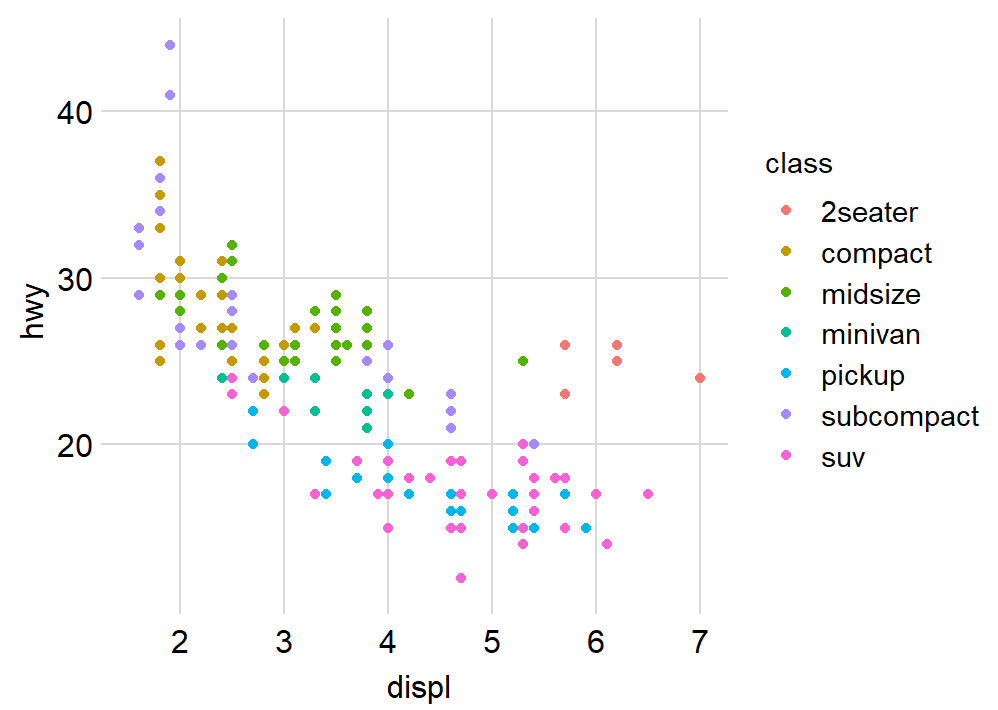 40
30
20
hwy
2
3
4
5
6
7
displ
class
2seater
compact
midsize
minivan
pickup
subcompact
suv